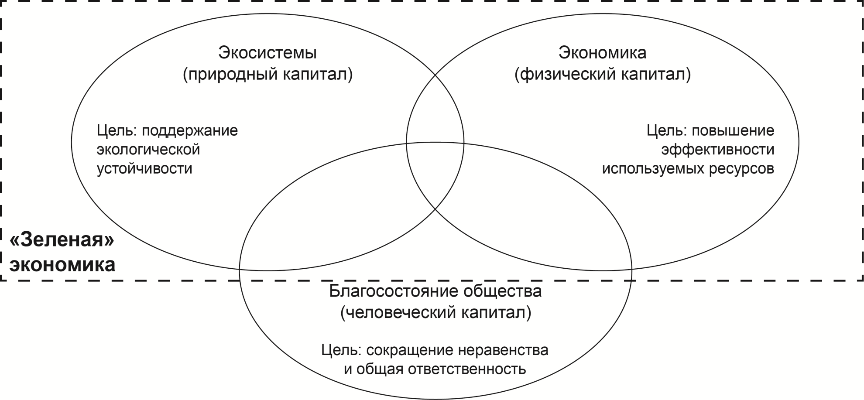 Экосистемы
(природный капитал)
Цель: поддержание
экологической
устойчивости
Экономика
(физический капитал)
Цель: повышение
эффективности
используемых ресурсов
«Зеленая»
экономика
Благосостояние общества
(человеческий капитал)
Цель: сокращение неравенства
и общая ответственность